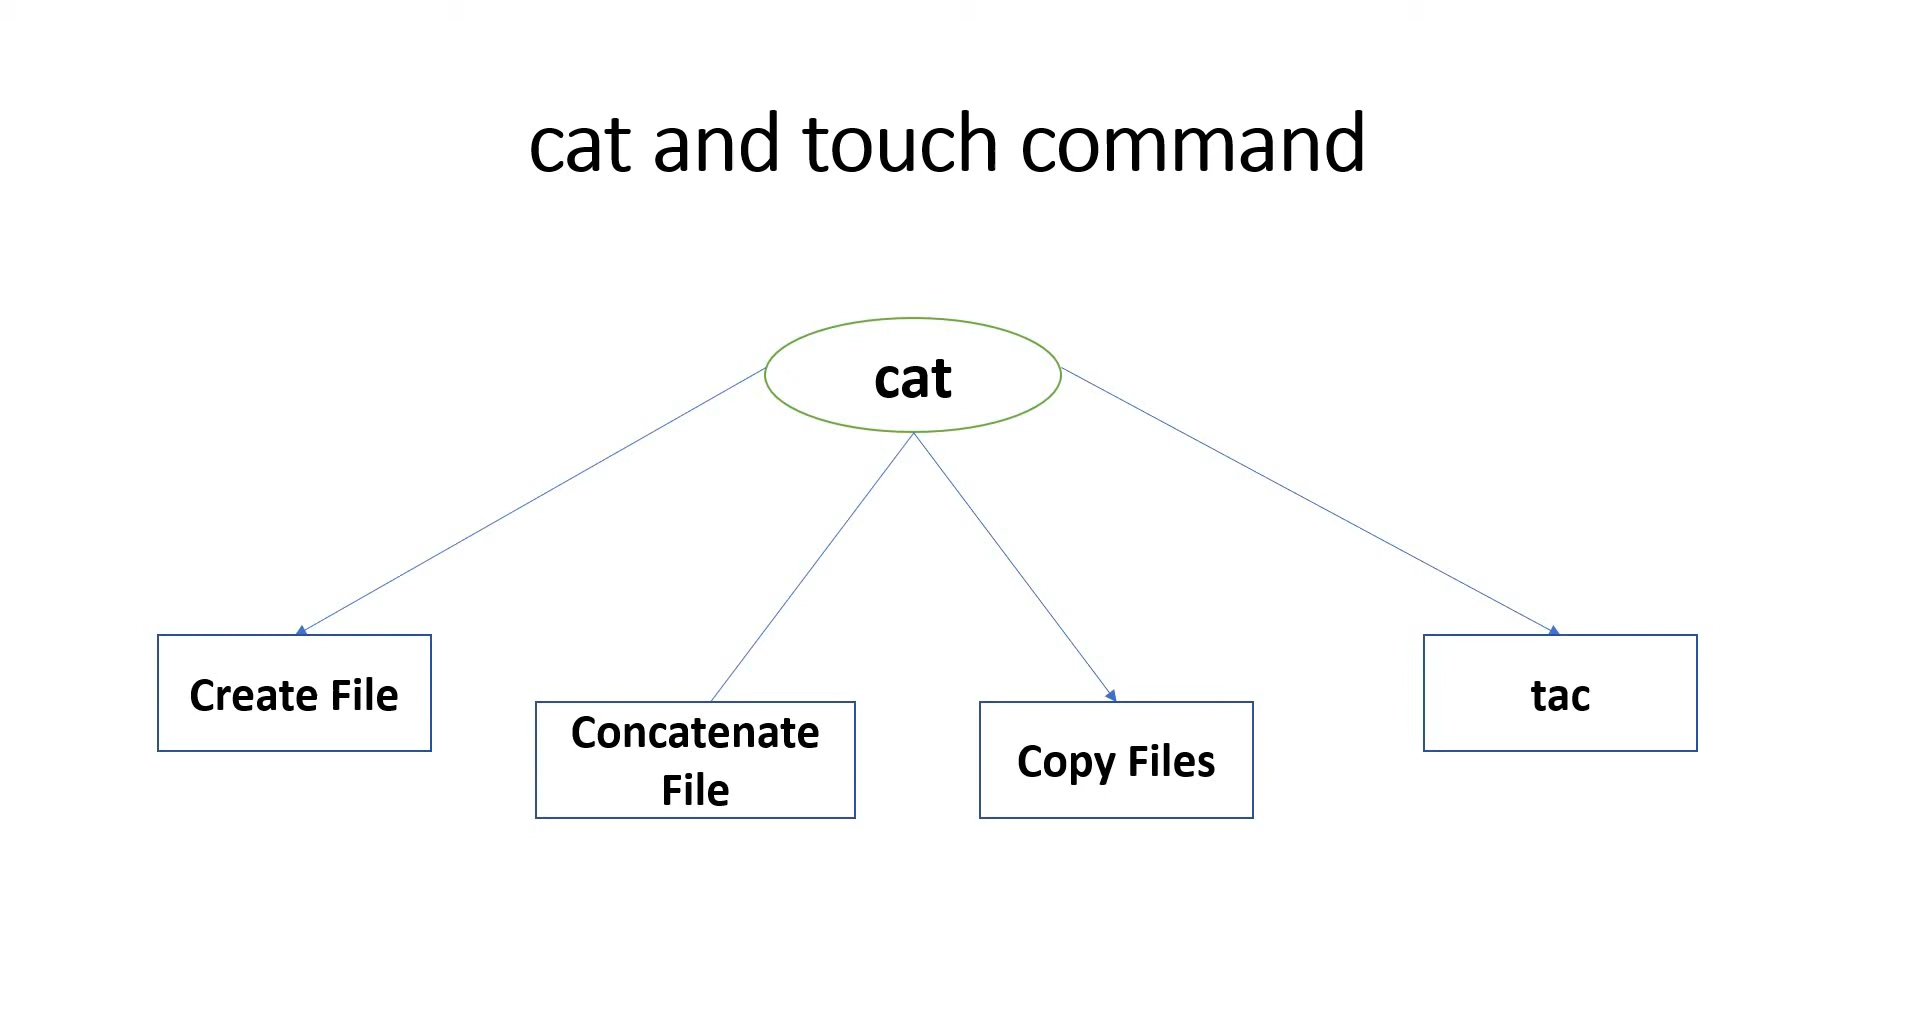 cat and touch command
cat
Create File
Concatenate
File
Copy Files
tac